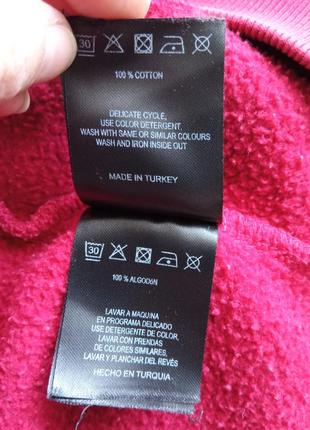 30
100 % COTTON
DELICATE CYCLE,
USE COLOR DETERGENT,
WASH WITH SAME OR SIMILAR COLOURS
WASH AND IRON INSIDE OUT
MADE IN TURKEY
30
100 % ALGODóN
LAVAR A MAQUINA
EN PROGRAMA DELICADO
USE DETERGENTE DE COLOR,
LAVAR CON PRENDAS
DE COLORES SIMILARES,
LAVAR Y PLANCHAR DEL REVÉS
HECHO EN TURQUIA